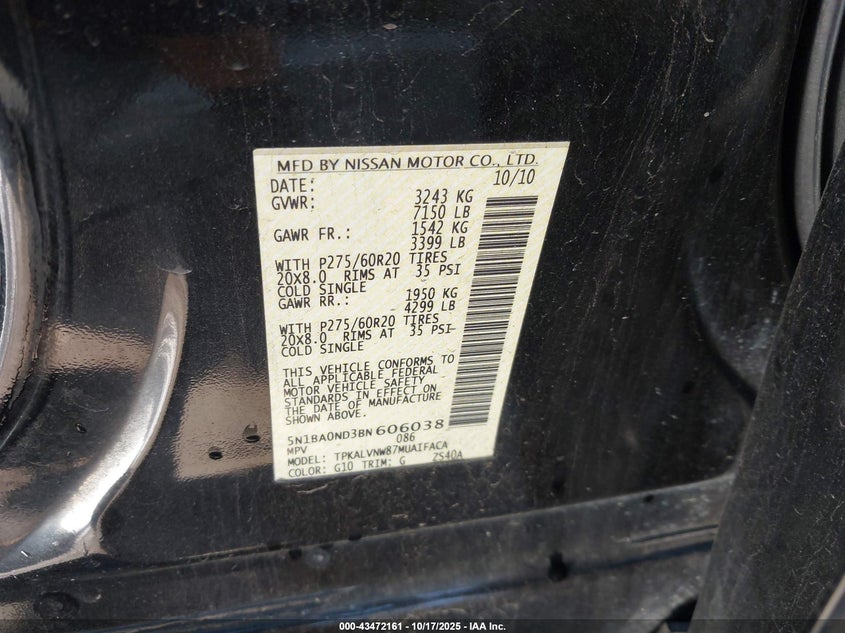 MFD BY NISSAN MOTOR CO., LTD.
DATE: 10/10
GVWR: 3243 KG
7150 LB
GAWR FR.: 1542 KG
3399 LB
WITH P275/60R20 TIRES
20X8.0 RIMS AT 35 PSI
COLD SINGLE
GAWR RR.: 1950 KG
4299 LB
WITH P275/60R20 TIRES
20X8.0 RIMS AT 35 PSI
COLD SINGLE
THIS VEHICLE CONFORMS TO
ALL APPLICABLE FEDERAL
MOTOR VEHICLE SAFETY
STANDARDS IN EFFECT ON
THE DATE OF MANUFACTURE
SHOWN ABOVE.
5N1BA0ND3BN606038
MPV 086
MODEL: TPKALVNW87MUAIFACA
COLOR: G10 TRIM: G ZS40A
000-43472161 - 10/17/2025 - IAA Inc.